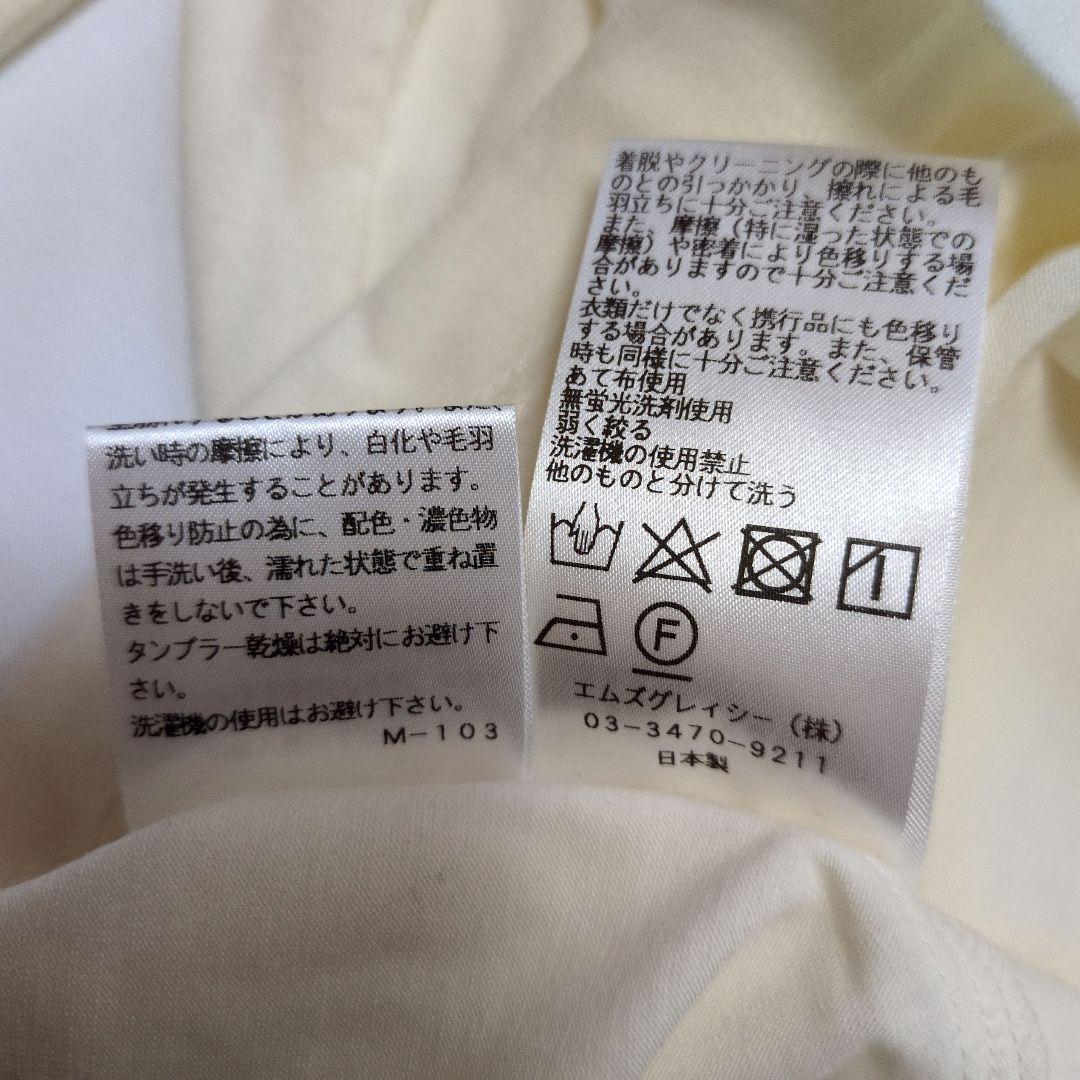 洗い時の摩擦により、白化や毛羽
立ちが発生することがあります。
色移り防止の為に、配色・濃色物
は手洗い後、濡れた状態で重ね置
きをしないで下さい。
タンブラー乾燥は絶対にお避け下
さい。
洗濯機の使用はお避け下さい。
M-103
着脱やクリーニングの際に他のも
のとの引っかかり、擦れによる毛
羽立ちに十分ご注意ください。
また、摩擦(特に湿った状態での
摩擦)や密着により色移りする場
合がありますので十分ご注意くだ
さい。
衣類だけでなく携行品にも色移り
する場合があります。また、保管
時も同様に十分ご注意ください。
あて布使用
無蛍光洗剤使用
弱く絞る
洗濯機の使用禁止
他のものと分けて洗う
F
エムズグレイシー(株)
03-3470-9211
日本製